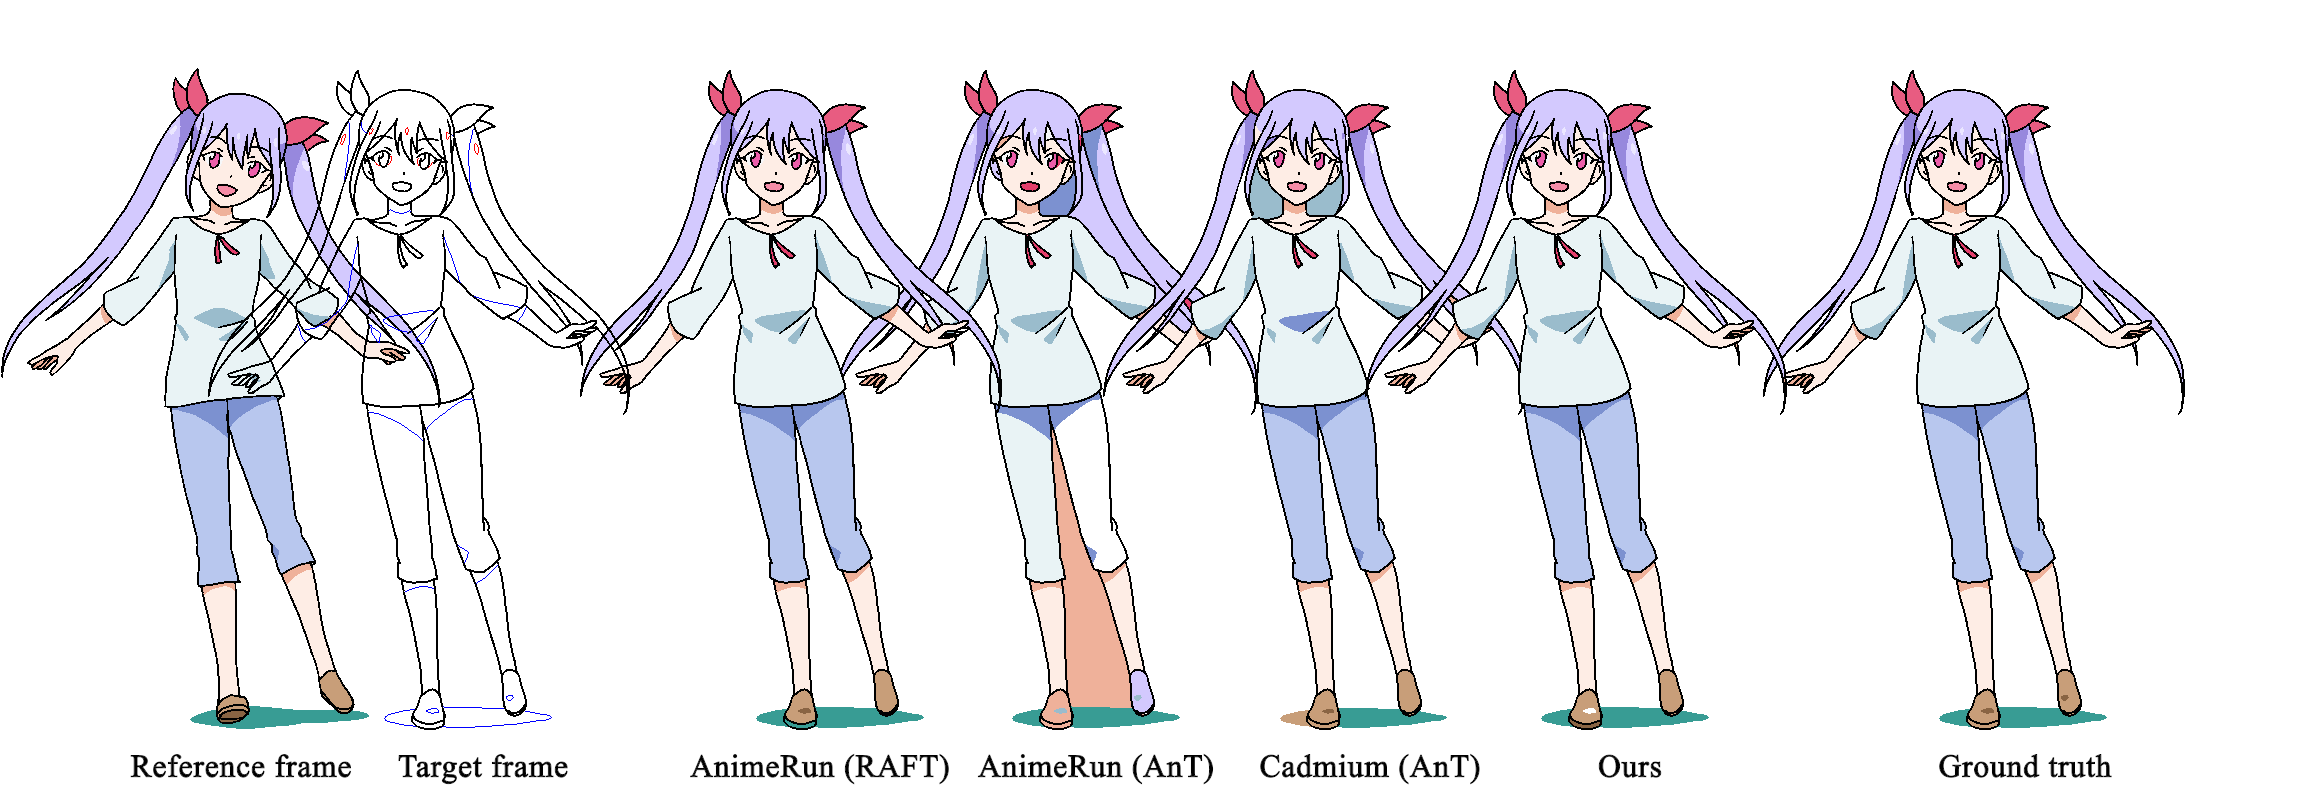 Reference frame
Target frame
AnimeRun (RAFT)
AnimeRun (AnT)
Cadmium (AnT)
Ours
Ground truth